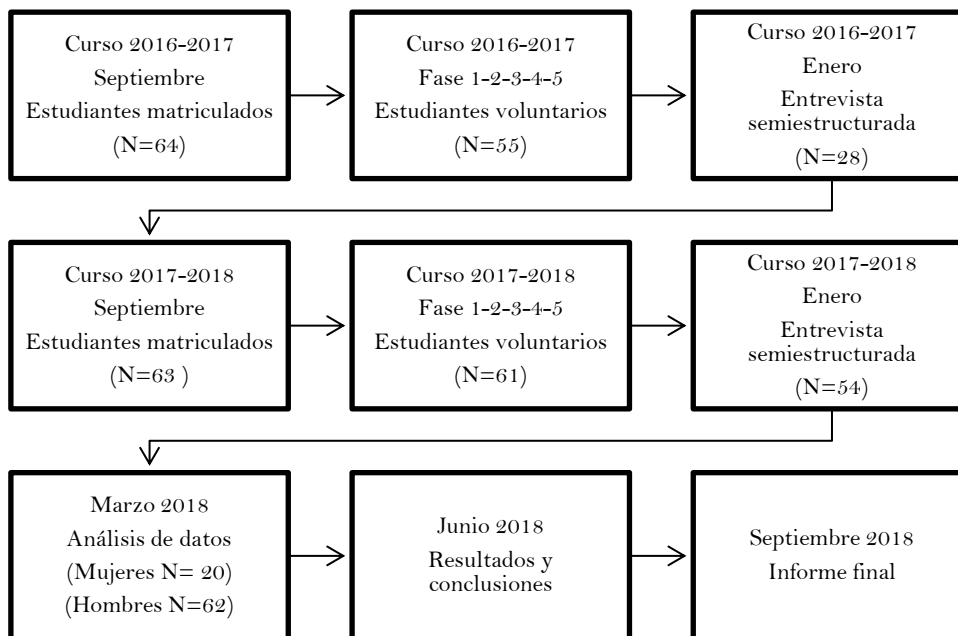 Curso 2016-2017
Septiembre
Estudiantes matriculados
(N=64)
Curso 2016-2017
Fase 1-2-3-4-5
Estudiantes voluntarios
(N=55)
Curso 2016-2017
Enero
Entrevista
semiestructurada
(N=28)
Curso 2017-2018
Septiembre
Estudiantes matriculados
(N=63 )
Curso 2017-2018
Fase 1-2-3-4-5
Estudiantes voluntarios
(N=61)
Curso 2017-2018
Enero
Entrevista
semiestructurada
(N=54)
Marzo 2018
Análisis de datos
(Mujeres N= 20)
(Hombres N=62)
Junio 2018
Resultados y
conclusiones
Septiembre 2018
Informe final